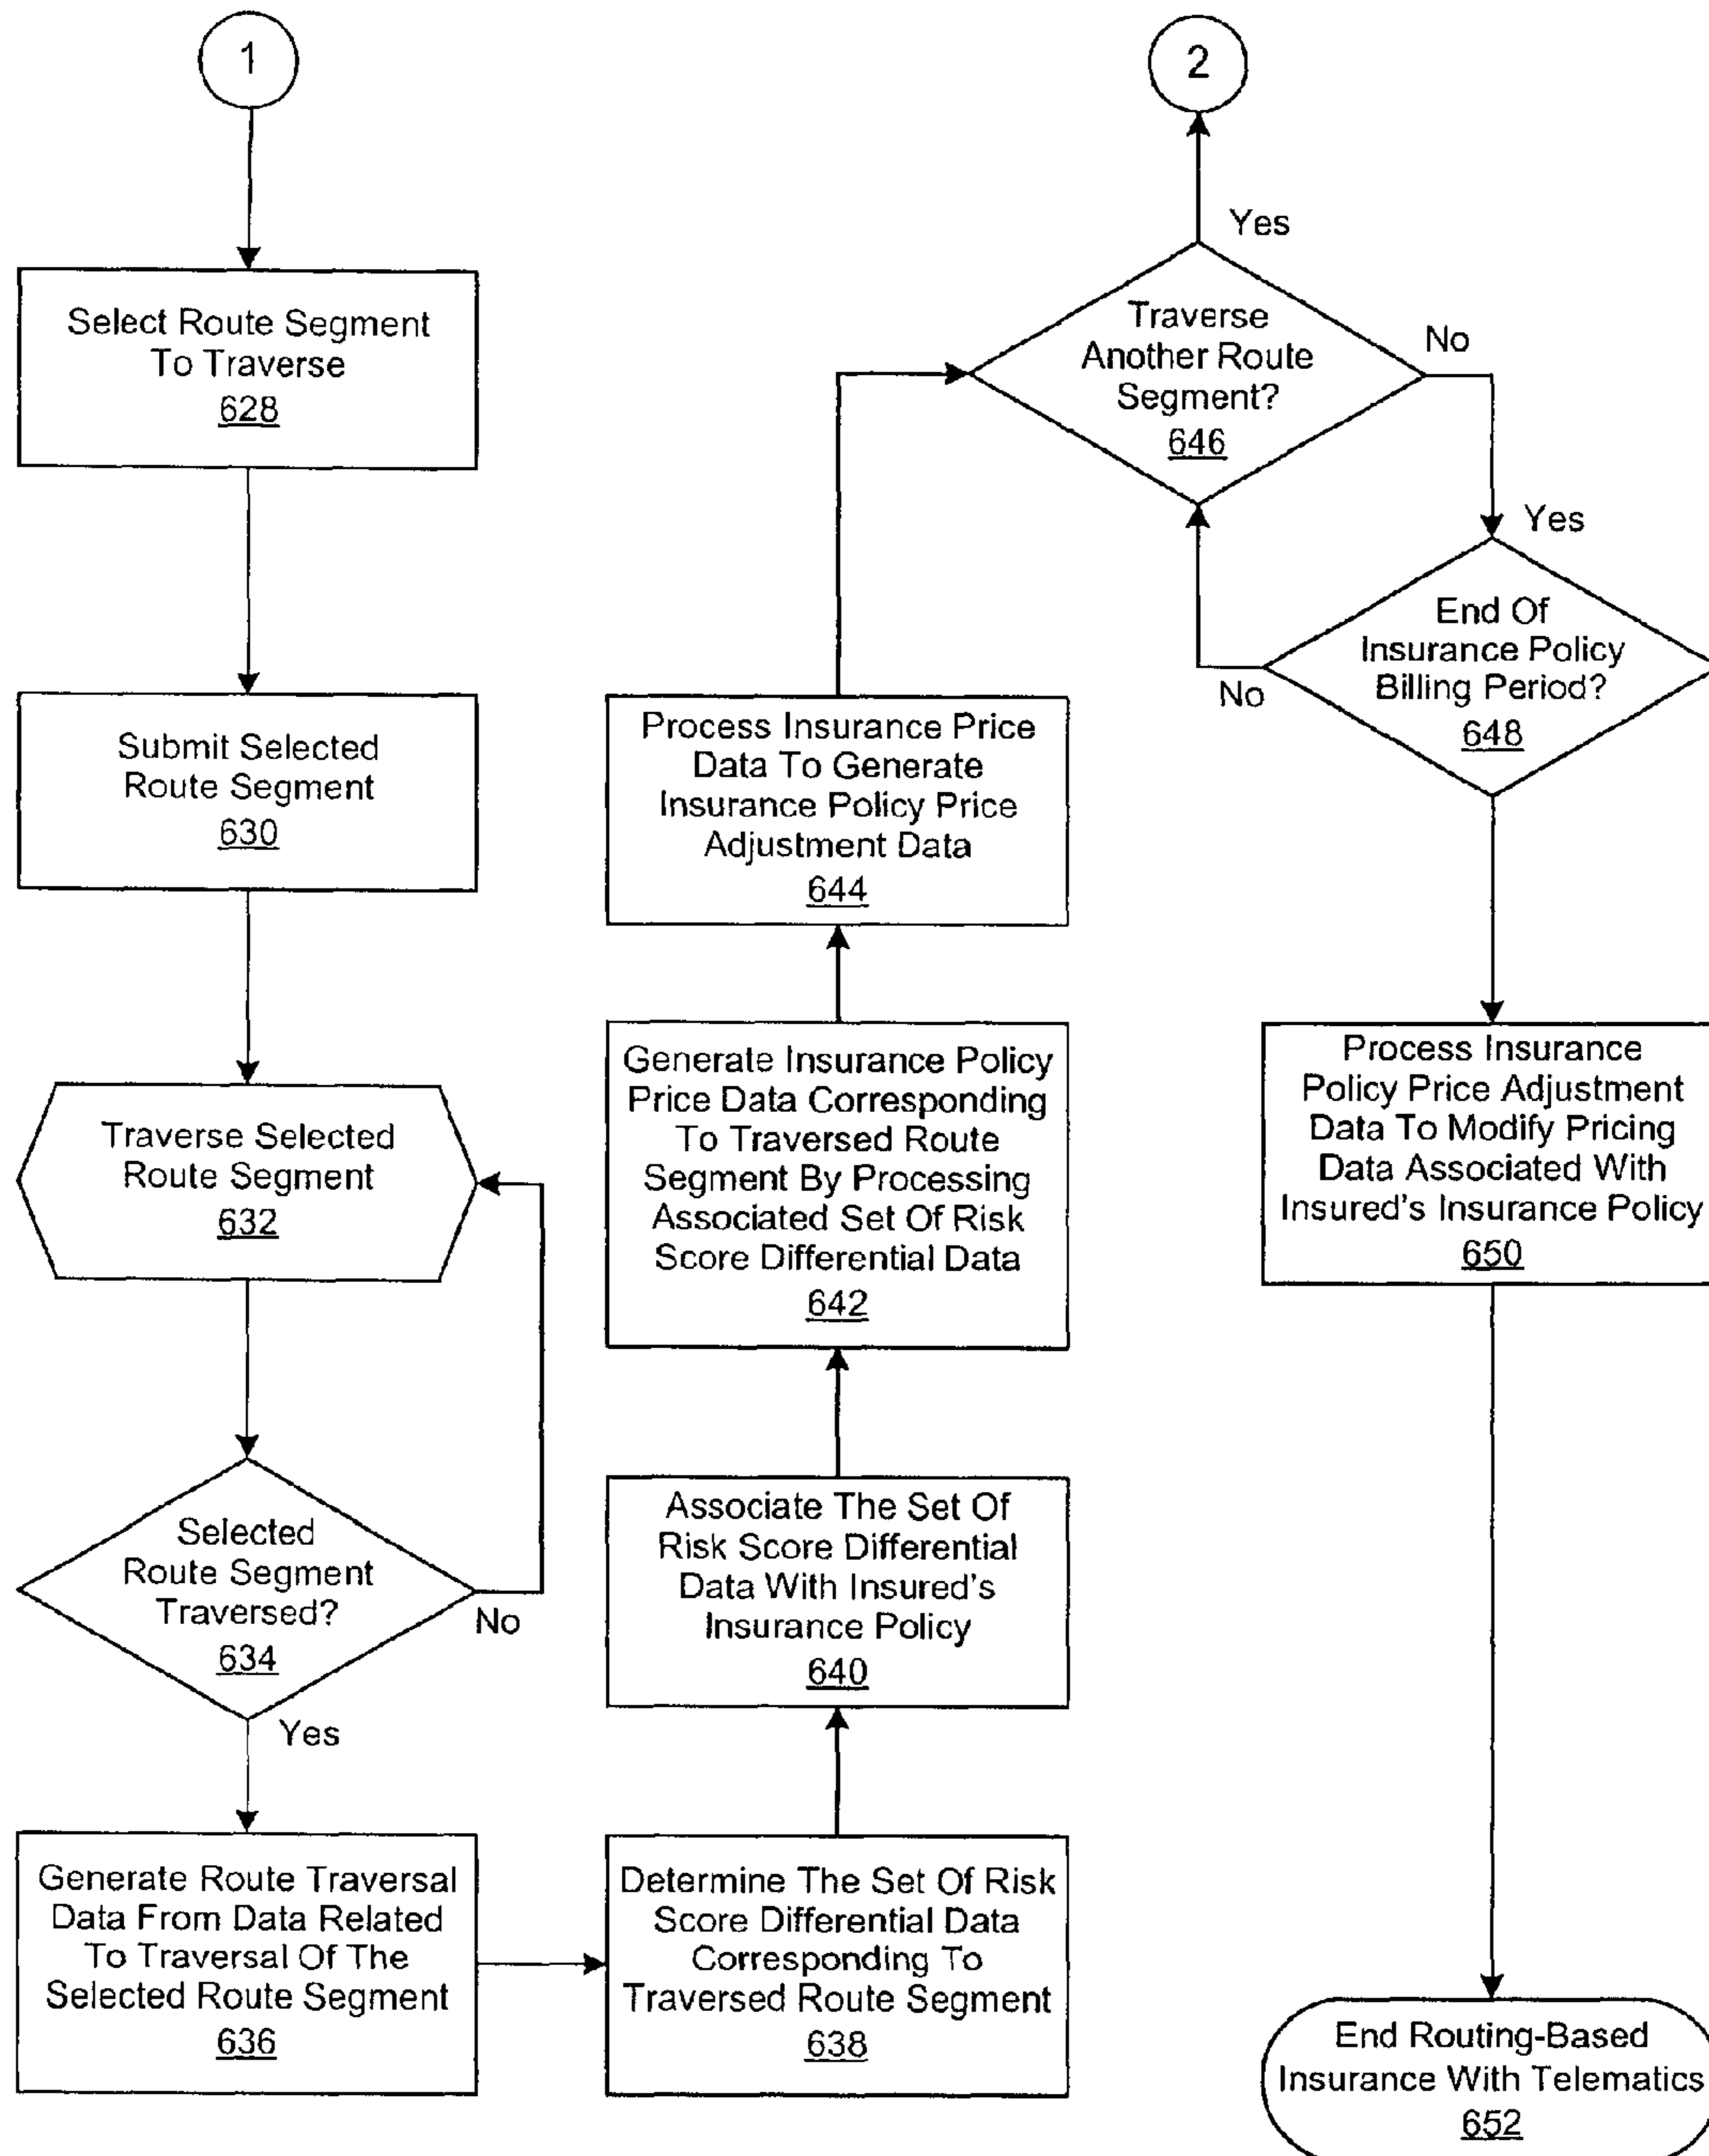 1
Select Route Segment
To Traverse
628
Submit Selected
Route Segment
630
Traverse Selected
Route Segment
632
Selected
Route Segment
Traversed?
634
No
Yes
Generate Route Traversal
Data From Data Related
To Traversal Of The
Selected Route Segment
636
Determine The Set Of Risk
Score Differential Data
Corresponding To
Traversed Route Segment
638
Associate The Set Of
Risk Score Differential
Data With Insured's
Insurance Policy
640
Generate Insurance Policy
Price Data Corresponding
To Traversed Route
Segment By Processing
Associated Set Of Risk
Score Differential Data
642
Process Insurance Price
Data To Generate
Insurance Policy Price
Adjustment Data
644
2
Yes
Traverse
Another Route
Segment?
646
No
Yes
End Of
Insurance Policy
Billing Period?
648
No
Process Insurance
Policy Price Adjustment
Data To Modify Pricing
Data Associated With
Insured's Insurance Policy
650
End Routing-Based
Insurance With Telematics
652